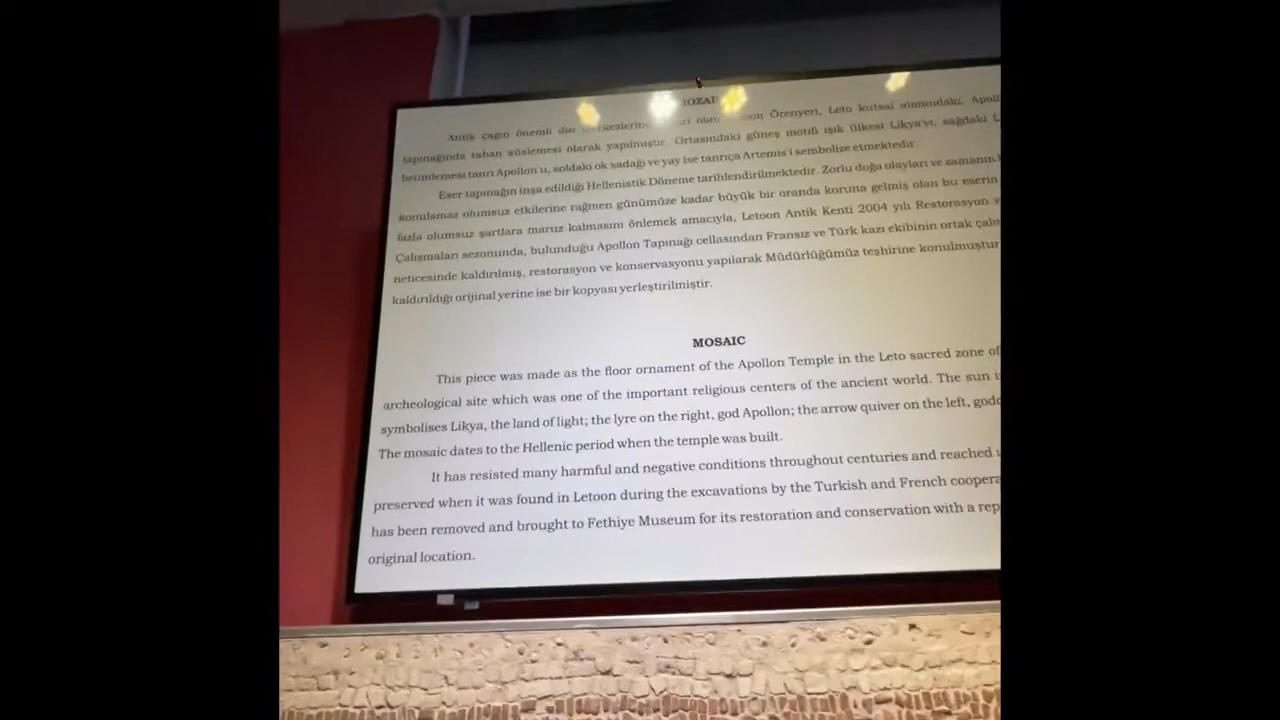 MOZAİ
Antik çağın önemli din olan Örenyeri, Leto kutsal alanındaki, Apoll
tapınağında taban süslemesi olarak yapılmıştır. Ortasındaki güneş motifi ışık ülkesi Likya'yı, sağdaki L
betimlemesi tanrı Apollon'u, soldaki ok sadağı ve yay ise tanrıça Artemis'i sembolize etmektedir.
Eser tapınağın inşa edildiği Hellenistik Döneme tarihlendirilmektedir. Zorlu doğa olayları ve zamanın
konulamaz olumsuz etkilerine rağmen günümüze kadar büyük bir oranda koruna gelmiş olan bu eserin
fazla olumsuz şartlara maruz kalmasını önlemek amacıyla, Letoon Antik Kenti 2004 yılı Restorasyon v
Çalışmaları sezonunda, bulunduğu Apollon Tapınağı cellasından Fransız ve Türk kazı ekibinin ortak çalış
neticesinde kaldırılmış, restorasyon ve konservasyonu yapılarak Müdürlüğümüz teşhirine konulmuştur
kaldırıldığı orijinal yerine ise bir kopyası yerleştirilmiştir.
MOSAIC
This piece was made as the floor ornament of the Apollon Temple in the Leto sacred zone of
archeological site which was one of the important religious centers of the ancient world. The sun i
symbolises Likya, the land of light; the lyre on the right, god Apollon; the arrow quiver on the left, godd
The mosaic dates to the Hellenic period when the temple was built.
It has resisted many harmful and negative conditions throughout centuries and reached
preserved when it was found in Letoon during the excavations by the Turkish and French coopera
has been removed and brought to Fethiye Museum for its restoration and conservation with a rep
original location.